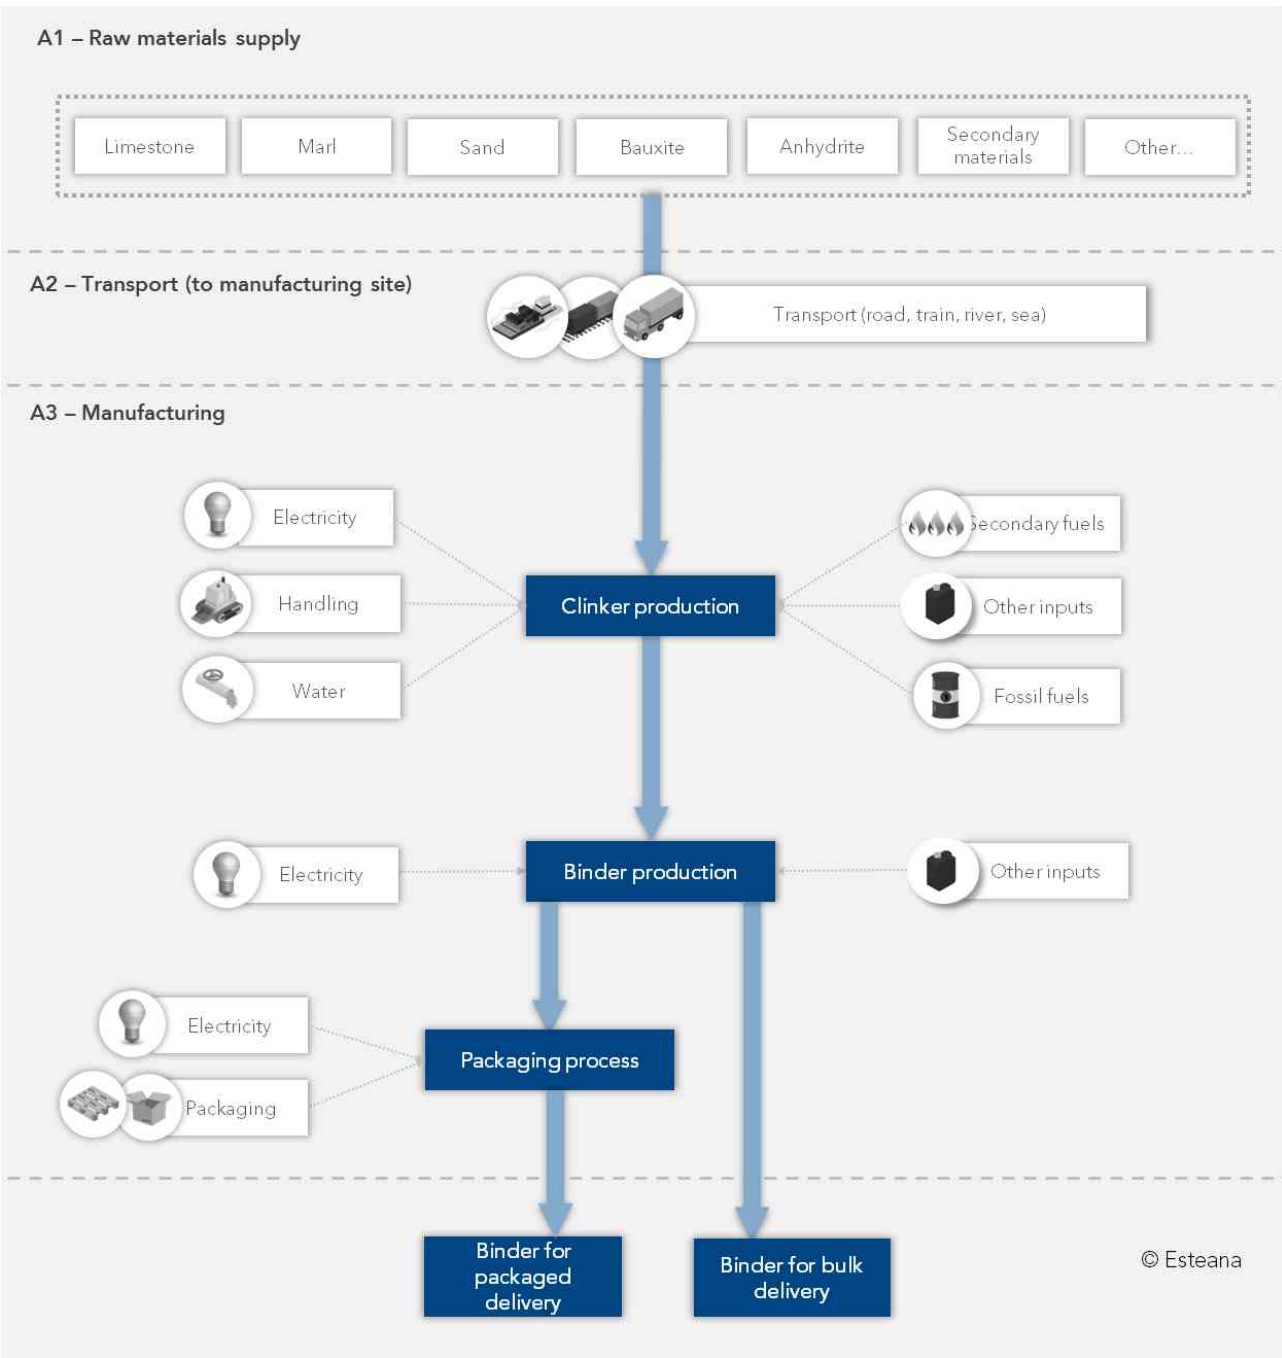 A1 – Raw materials supply
Limestone
Marl
Sand
Bauxite
Anhydrite
Secondary
materials
Other...
A2 – Transport (to manufacturing site)
Transport (road, train, river, sea)
A3 – Manufacturing
Electricity
Secondary fuels
Handling
Clinker production
Other inputs
Water
Fossil fuels
Electricity
Binder production
Other inputs
Electricity
Packaging process
Packaging
Binder for
packaged
delivery
Binder for bulk
delivery
© Esteana